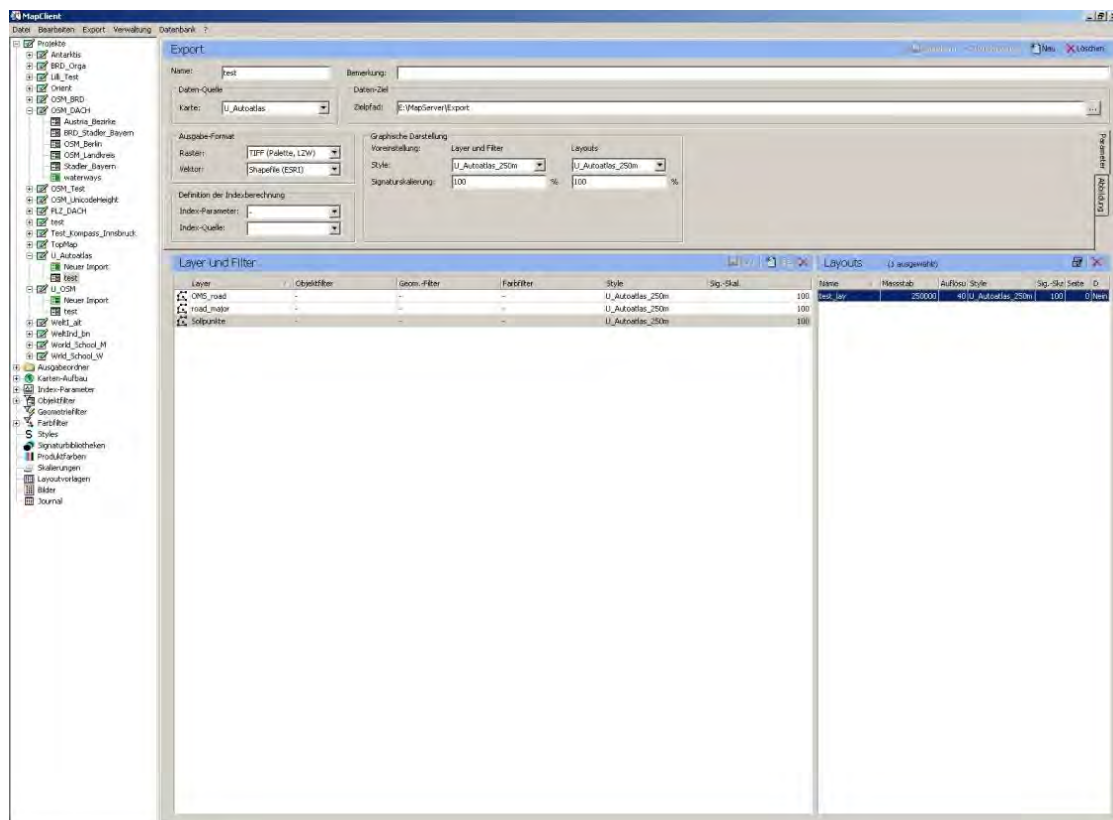 MapClient
Datei Bearbeiten Export Verwaltung Datenbank ?
Projekte
Antarktis
BRD_Orga
Lilli_Test
Orient
OSM_BRD
OSM_DACH
Austria_Bezirke
BRD_Stadler_Bayern
OSM_Berlin
OSM_Landkreis
Stadler_Bayern
waterways
OSM_Test
OSM_UnicodeHeight
PLZ_DACH
test
Test_Kompass_Innsbruck
TopMap
U_Autoatlas
Neuer Import
test
U_OSM
Neuer Import
test
Welt1_alt
WeltInd_bn
World_School_M
Wrld_School_W
Ausgabeordner
Karten-Aufbau
Index-Parameter
Objektfilter
Geometriefilter
Farbfilter
Styles
Signaturbibliotheken
Produktfarben
Skalierungen
Layoutvorlagen
Bilder
Journal
Export
Neu Löschen
Name: test Bemerkung:
Daten-Quelle Daten-Ziel
Karte: U_Autoatlas Zielpfad: E:\MapServer\Export ...
Ausgabe-Format
Raster: TIFF (Palette, LZW)
Vektor: Shapefile (ESRI)
Definition der Indexberechnung
Index-Parameter: -
Index-Quelle:
Graphische Darstellung
Voreinstellung: Layer und Filter Layouts
Style: U_Autoatlas_250m U_Autoatlas_250m
Signaturskalierung: 100 % 100 %
Parameter
Abbildung
Layer und Filter
Layer Objektfilter Geom.-Filter Farbfilter Style Sig.-Skal.
OMS_road - - - U_Autoatlas_250m 100
road_major - - - U_Autoatlas_250m 100
Sollpunkte - - - U_Autoatlas_250m 100
Layouts (1 ausgewählt)
Name Massstab Auflösu Style Sig.-Ska Seite D
test_lay 250000 40 U_Autoatlas_250m 100 0 Nein